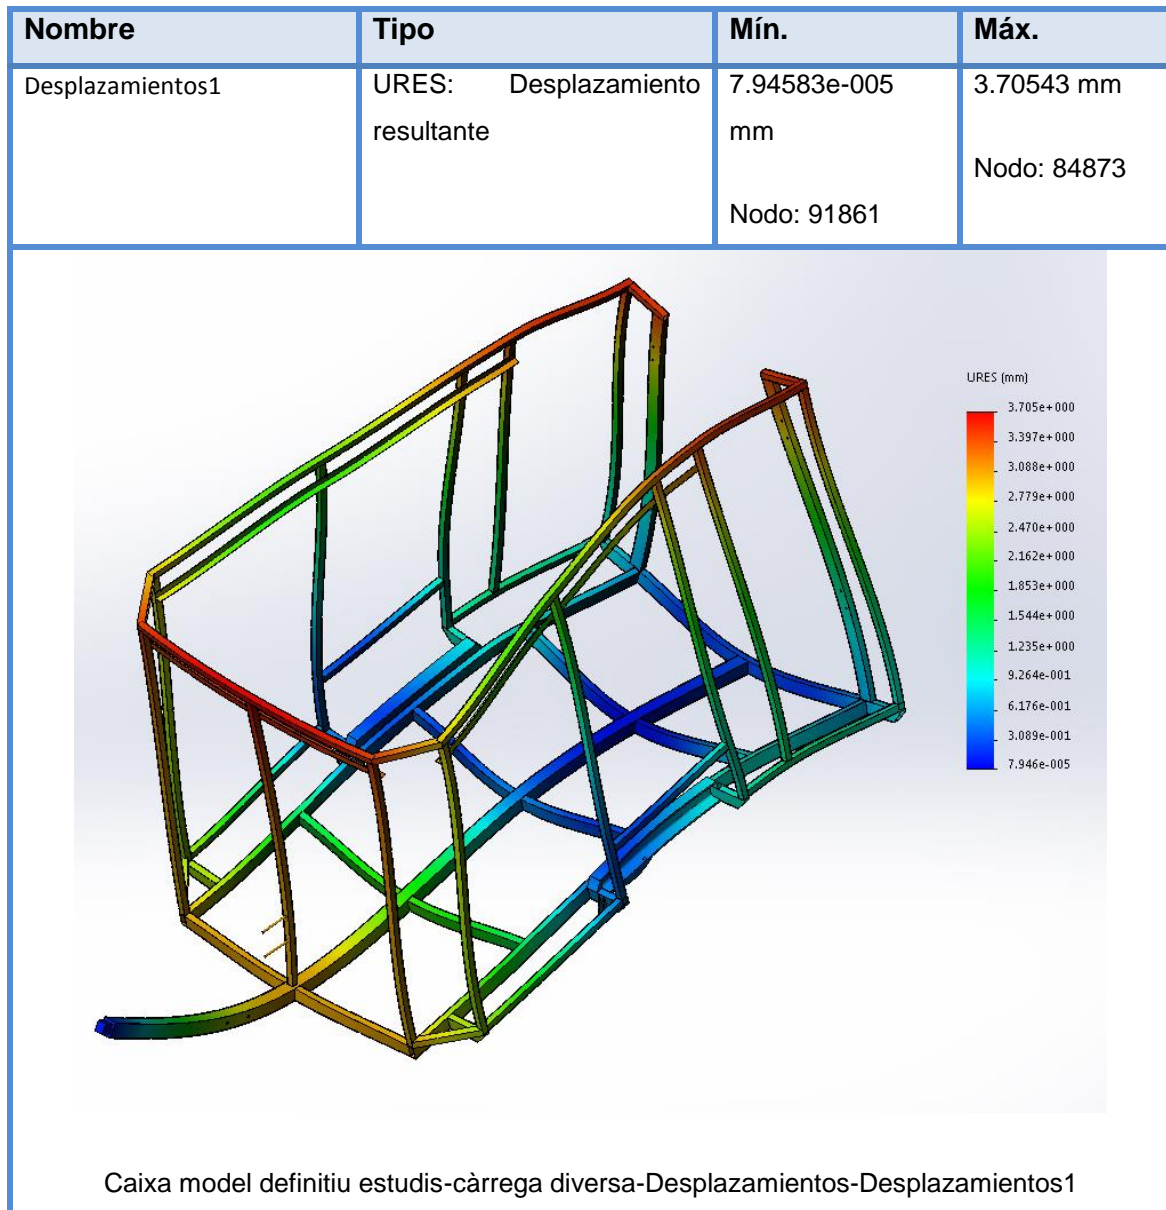 Nombre Tipo Mín. Máx.
Desplazamientos1 URES: Desplazamiento 7.94583e-005 3.70543 mm
resultante mm
Nodo: 84873
Nodo: 91861
URES (mm)
3.705e+000
3.397e+000
3.088e+000
2.779e+000
2.470e+000
2.162e+000
1.853e+000
1.544e+000
1.235e+000
9.264e-001
6.176e-001
3.089e-001
7.946e-005
Caixa model definitiu estudis-càrrega diversa-Desplazamientos-Desplazamientos1